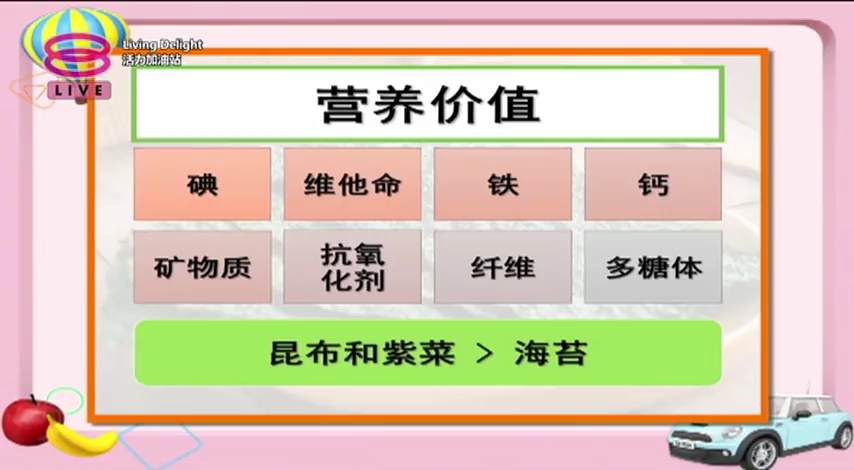 Living Delight
活力加油站
LIVE
营养价值
碘
维他命
铁
钙
矿物质
抗氧
化剂
纤维
多糖体
昆布和紫菜 > 海苔